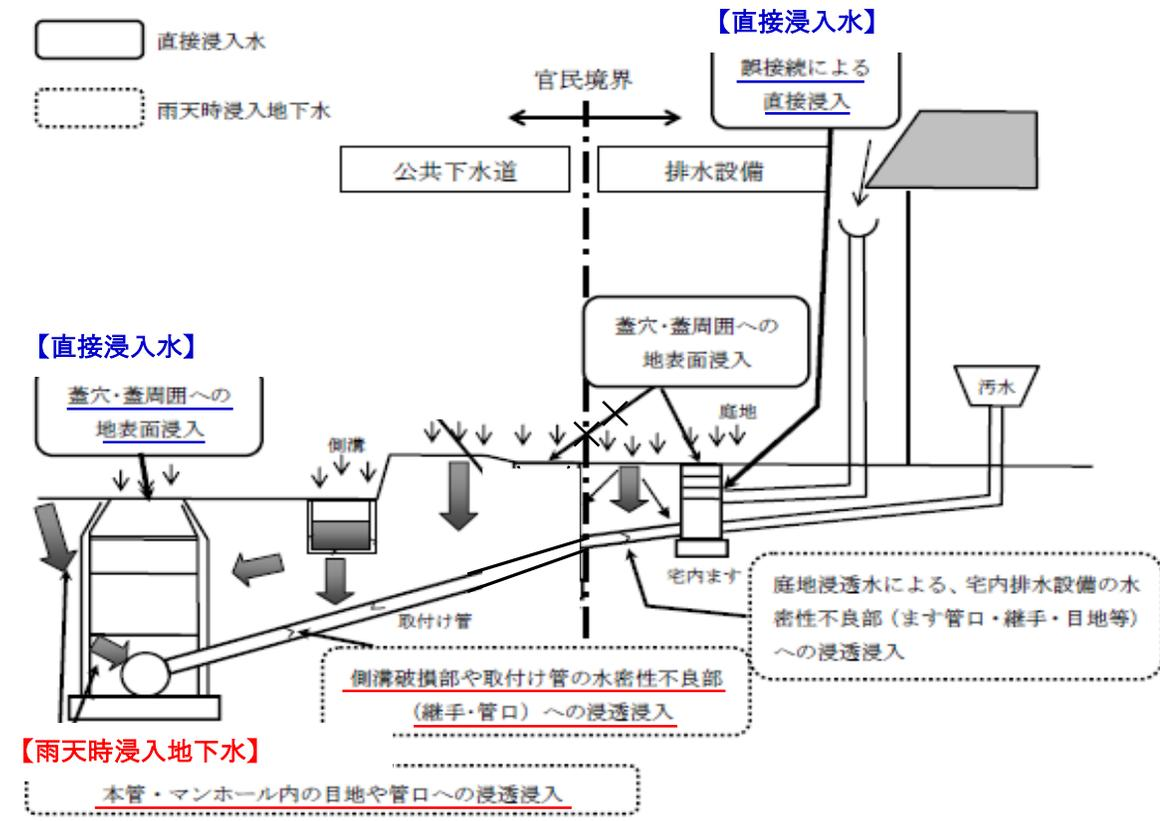 【直接浸入水】
直接浸入水
雨天時浸入地下水
誤接続による
直接浸入
官民境界
公共下水道
排水設備
蓋穴・蓋周囲への
地表面浸入
【直接浸入水】
蓋穴・蓋周囲への
地表面浸入
側溝
庭地
汚水
宅内ます
取付け管
庭地浸透水による、宅内排水設備の水
密性不良部（ます管口・継手・目地等）
への浸透浸入
側溝破損部や取付け管の水密性不良部
（継手・管口）への浸透浸入
【雨天時浸入地下水】
本管・マンホール内の目地や管口への浸透浸入